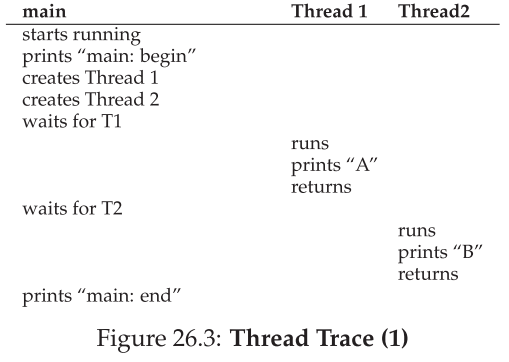 main Thread 1 Thread2
starts running
prints “main: begin”
creates Thread 1
creates Thread 2
waits for T1
runs
prints “A”
returns
waits for T2
runs
prints “B”
returns
prints “main: end”
Figure 26.3: Thread Trace (1)